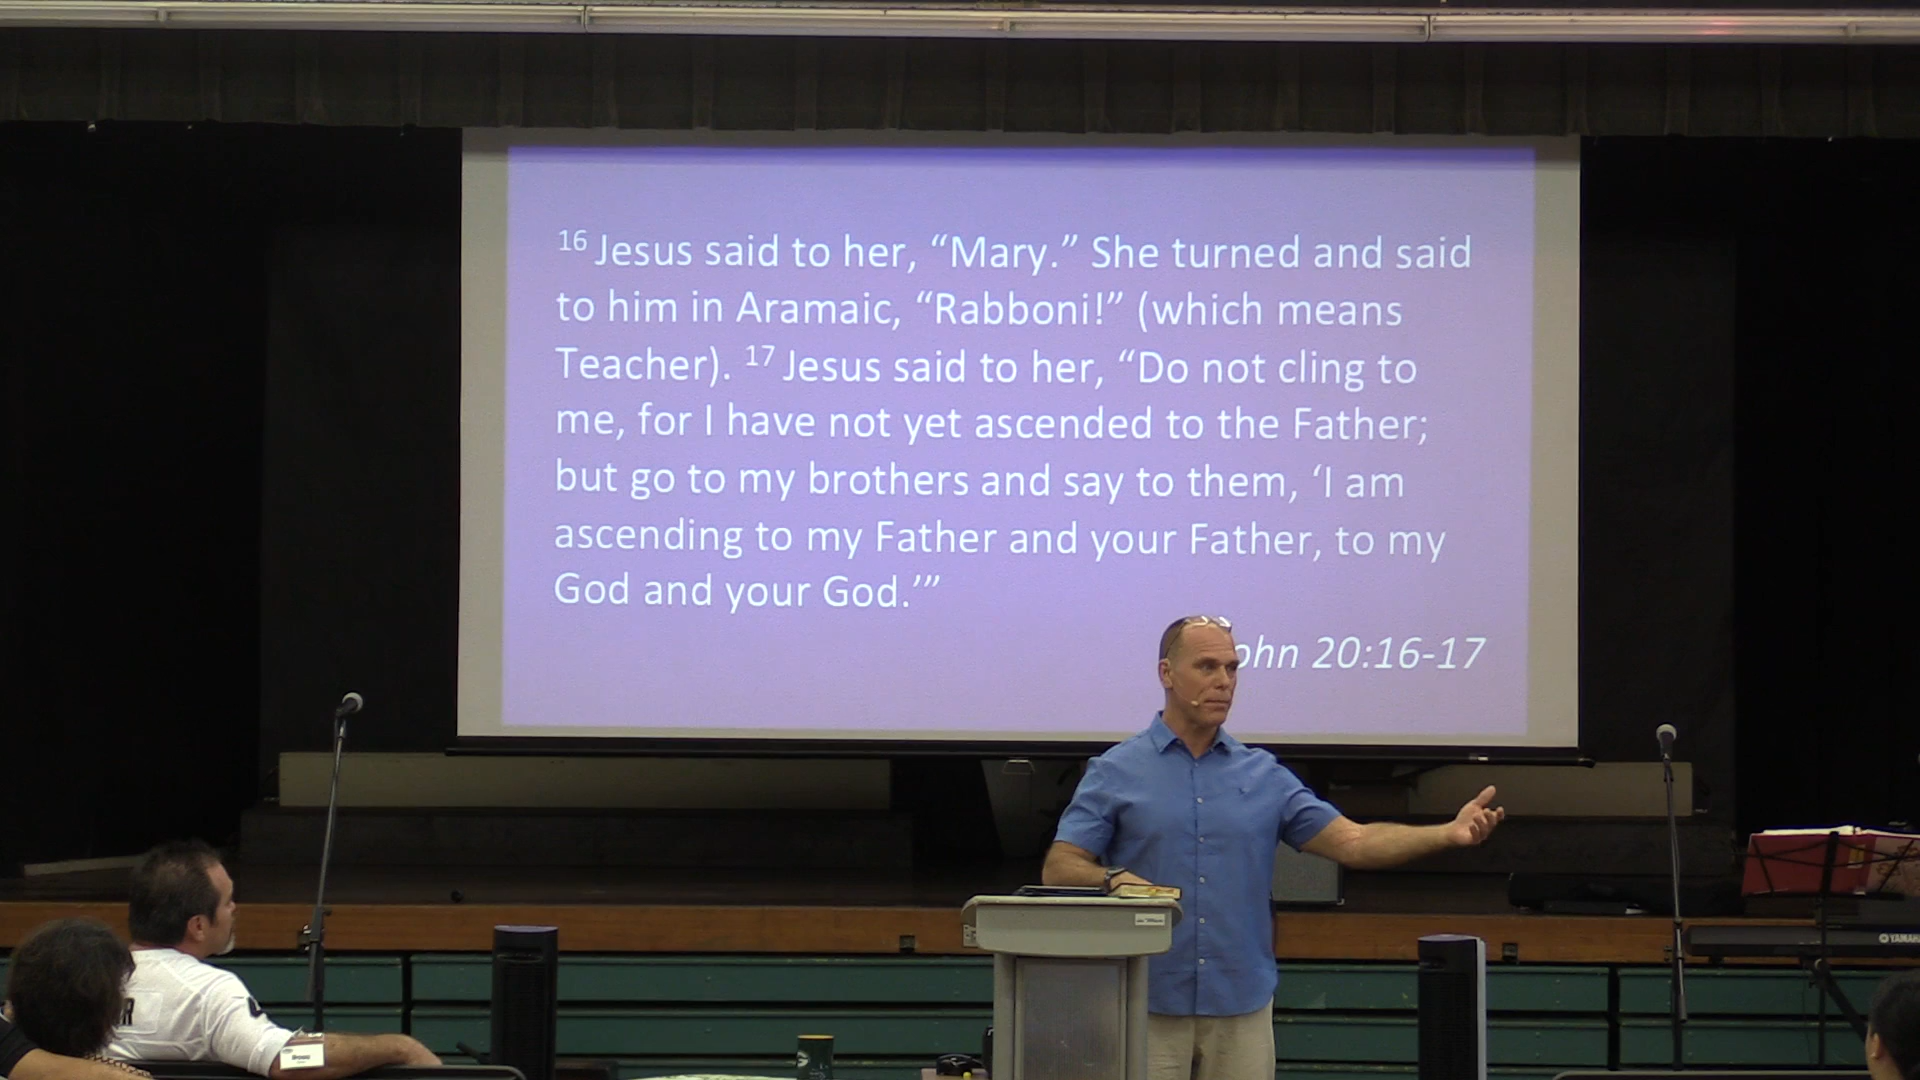 16 Jesus said to her, “Mary.” She turned and said
to him in Aramaic, “Rabboni!” (which means
Teacher). 17 Jesus said to her, “Do not cling to
me, for I have not yet ascended to the Father;
but go to my brothers and say to them, ‘I am
ascending to my Father and your Father, to my
God and your God.’”
ohn 20:16-17
YAMAHA